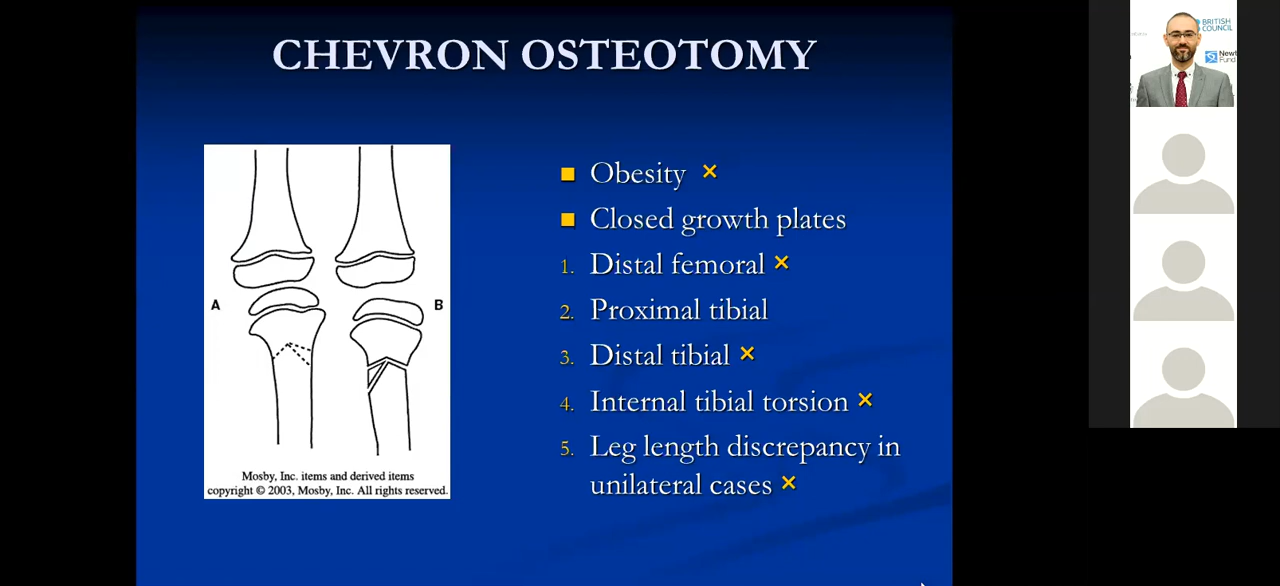 CHEVRON OSTEOTOMY
BRITISH
COUNCIL
Newt
Fund
Obesity ×
Closed growth plates
1. Distal femoral ×
2. Proximal tibial
3. Distal tibial ×
4. Internal tibial torsion ×
5. Leg length discrepancy in
unilateral cases ×
A
B
Mosby, Inc. items and derived items
copyright © 2003, Mosby, Inc. All rights reserved.